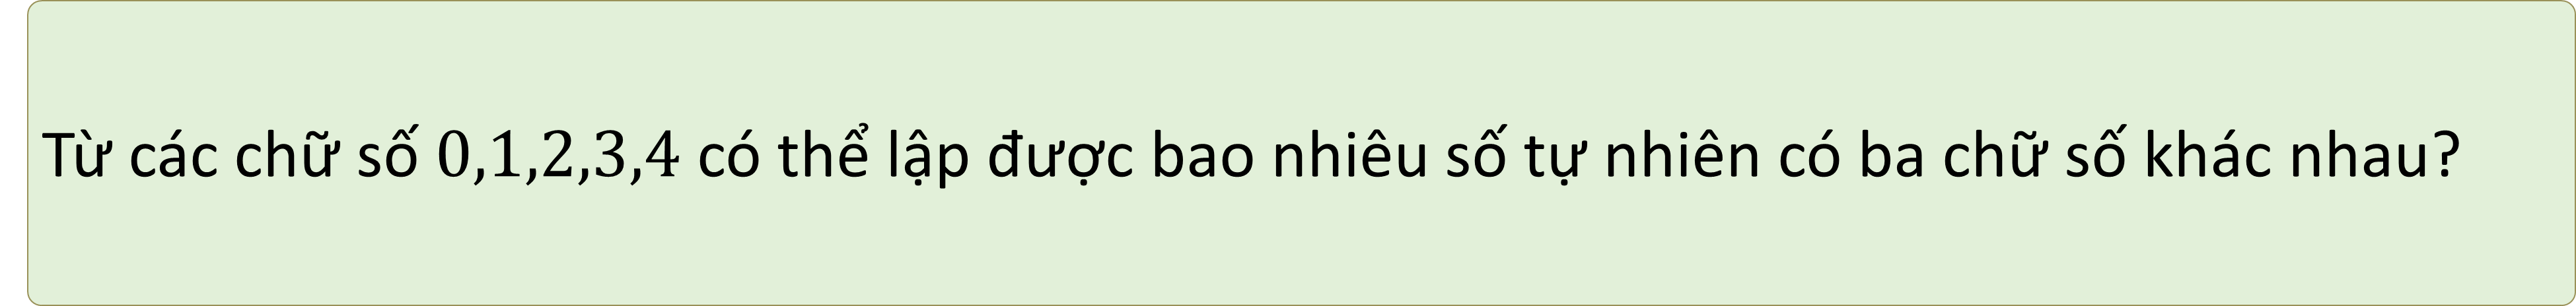 Từ các chữ số 0,1,2,3,4 có thể lập được bao nhiêu số tự nhiên có ba chữ số khác nhau?